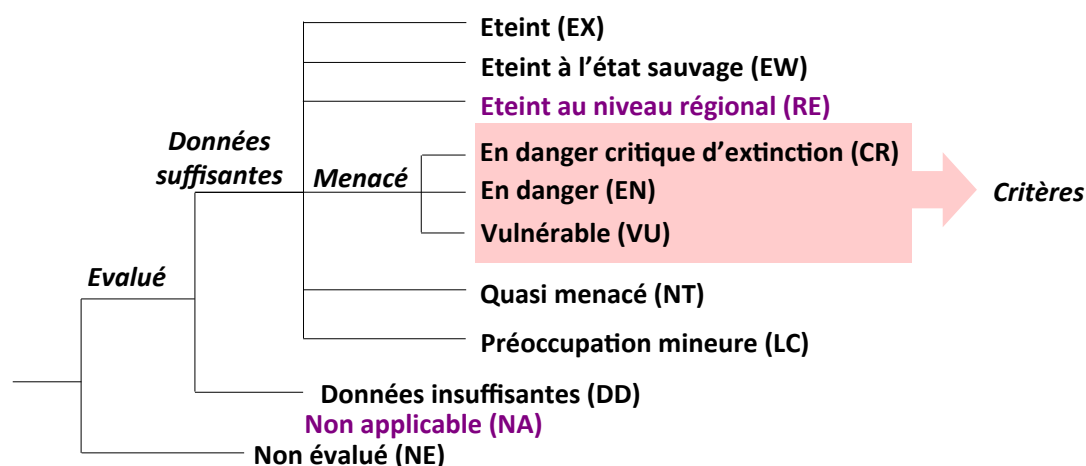 Eteint (EX)
Eteint à l'état sauvage (EW)
Eteint au niveau régional (RE)
Données
suffisantes
Menacé
En danger critique d'extinction (CR)
En danger (EN)
Vulnérable (VU)
Critères
Evalué
Quasi menacé (NT)
Préoccupation mineure (LC)
Données insuffisantes (DD)
Non applicable (NA)
Non évalué (NE)